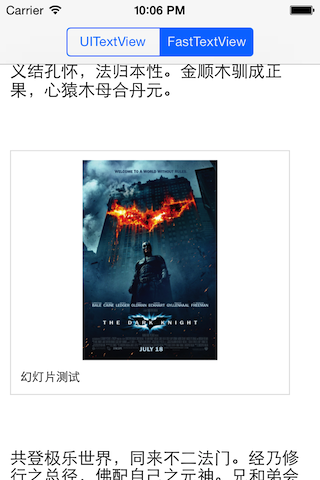 Carrier 10:06 PM
UITextView FastTextView
义结孔怀，法归本性。金顺木驯成正
果，心猿木母合丹元。
WELCOME TO A WORLD WITHOUT RULES.
BALE CAINE LEDGER OLDMAN ECKHART GYLLENHAAL FREEMAN
THE DARK KNIGHT
JULY 18
幻灯片测试
共登极乐世界，同来不二法门。经乃修
行之总径，佛配自己之元神。兄和弟会